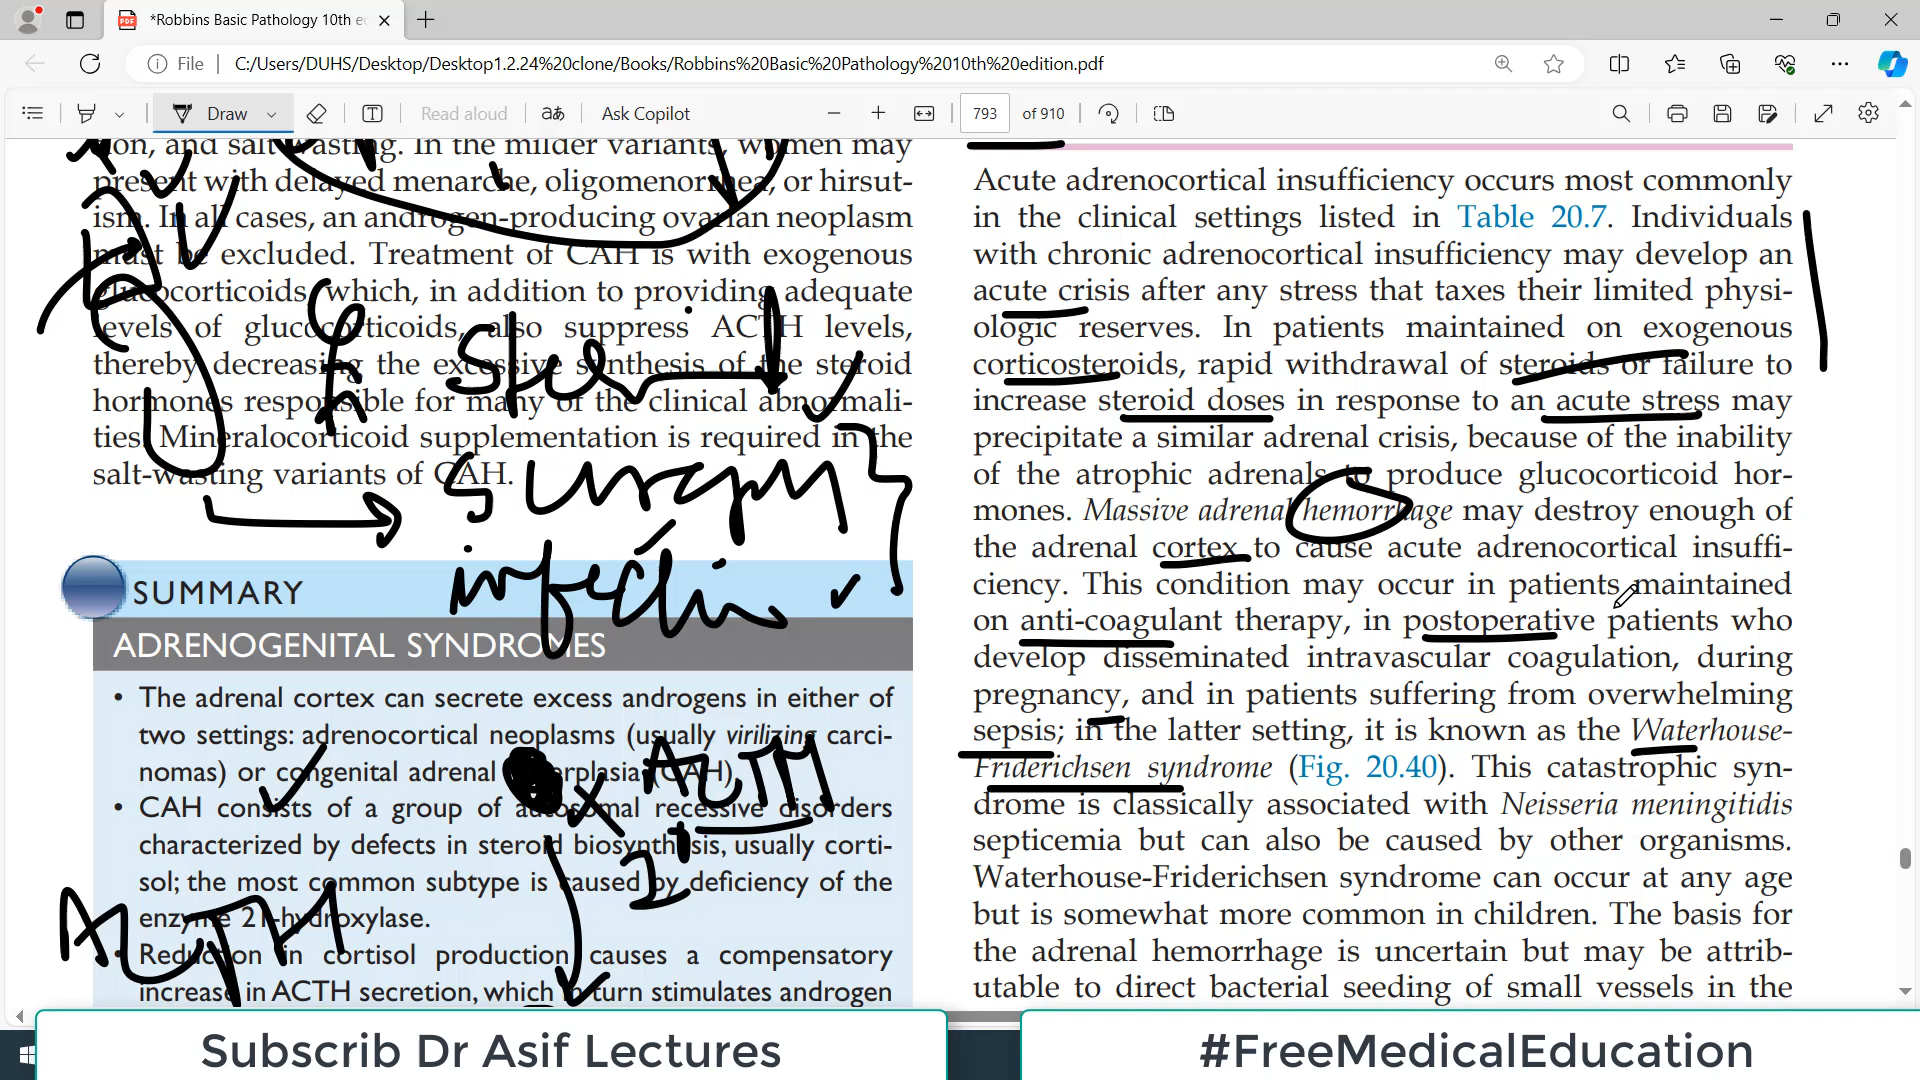 *Robbins Basic Pathology 10th ec
File
C:/Users/DUHS/Desktop/Desktop1.2.24%20clone/Books/Robbins%20Basic%20Pathology%2010th%20edition.pdf
Draw
Read aloud
aあ
Ask Copilot
793
of 910
ion, and salt wasting. In the milder variants, women may
present with delayed menarche, oligomenorrhea, or hirsut-
ism. In all cases, an androgen-producing ovarian neoplasm
must be excluded. Treatment of CAH is with exogenous
glucocorticoids, which, in addition to providing adequate
levels of glucocorticoids, also suppress ACTH levels,
thereby decreasing the excessive synthesis of the steroid
hormones responsible for many of the clinical abnormali-
ties. Mineralocorticoid supplementation is required in the
salt-wasting variants of CAH.
steroid
surgery
infection
SUMMARY
ADRENOGENITAL SYNDROMES
• The adrenal cortex can secrete excess androgens in either of
two settings: adrenocortical neoplasms (usually virilizing carci-
nomas) or congenital adrenal hyperplasia (CAH).
• CAH consists of a group of autosomal recessive disorders
characterized by defects in steroid biosynthesis, usually corti-
sol; the most common subtype is caused by deficiency of the
enzyme 21-hydroxylase.
• Reduction in cortisol production causes a compensatory
increase in ACTH secretion, which in turn stimulates androgen
ACTH
2°
ACTH
Acute adrenocortical insufficiency occurs most commonly
in the clinical settings listed in Table 20.7. Individuals
with chronic adrenocortical insufficiency may develop an
acute crisis after any stress that taxes their limited physi-
ologic reserves. In patients maintained on exogenous
corticosteroids, rapid withdrawal of steroids or failure to
increase steroid doses in response to an acute stress may
precipitate a similar adrenal crisis, because of the inability
of the atrophic adrenals to produce glucocorticoid hor-
mones. Massive adrenal hemorrhage may destroy enough of
the adrenal cortex to cause acute adrenocortical insuffi-
ciency. This condition may occur in patients maintained
on anti-coagulant therapy, in postoperative patients who
develop disseminated intravascular coagulation, during
pregnancy, and in patients suffering from overwhelming
sepsis; in the latter setting, it is known as the Waterhouse-
Friderichsen syndrome (Fig. 20.40). This catastrophic syn-
drome is classically associated with Neisseria meningitidis
septicemia but can also be caused by other organisms.
Waterhouse-Friderichsen syndrome can occur at any age
but is somewhat more common in children. The basis for
the adrenal hemorrhage is uncertain but may be attrib-
utable to direct bacterial seeding of small vessels in the
Subscrib Dr Asif Lectures
#FreeMedicalEducation